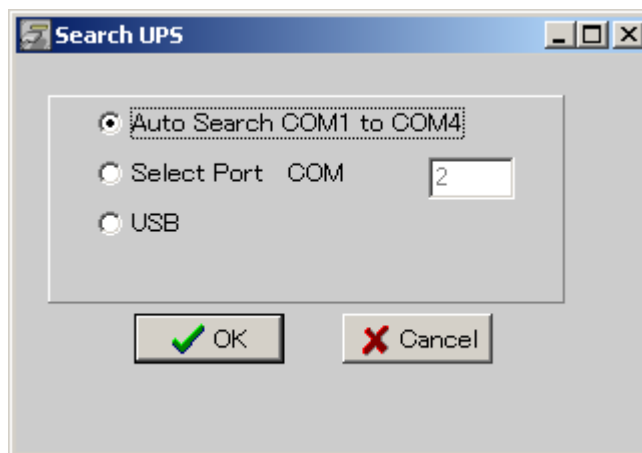 Search UPS
Auto Search COM1 to COM4
Select Port COM 2
USB
OK Cancel